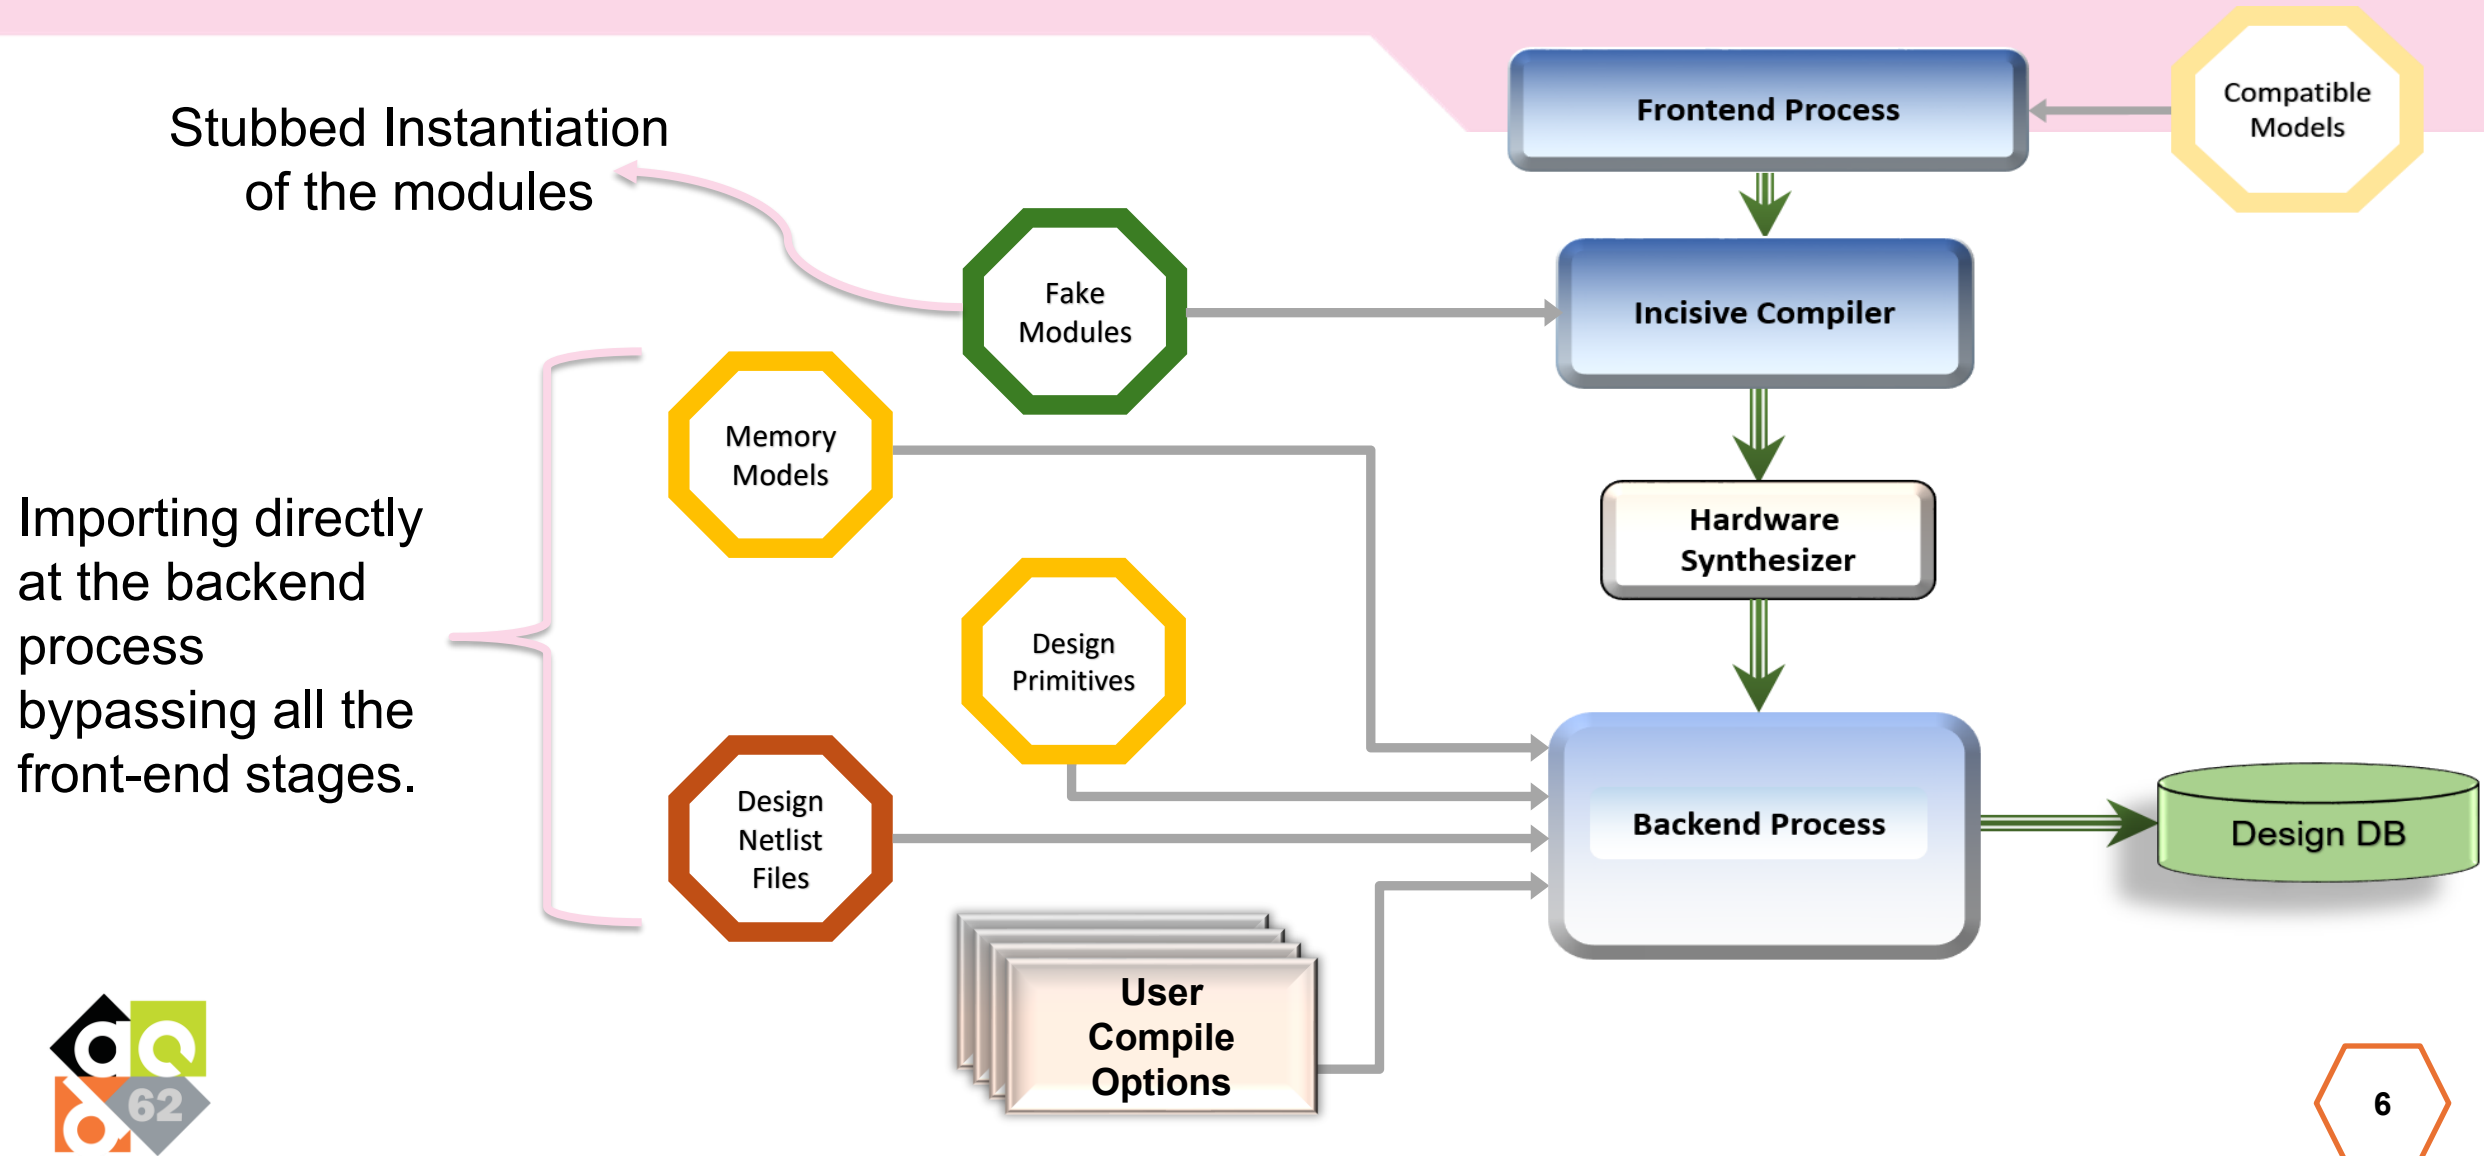 Stubbed Instantiation
of the modules
Frontend Process
Compatible
Models
Fake
Modules
Incisive Compiler
Memory
Models
Importing directly
at the backend
process
bypassing all the
front-end stages.
Hardware
Synthesizer
Design
Primitives
Design
Netlist
Files
Backend Process
Design DB
User
Compile
Options
62
6